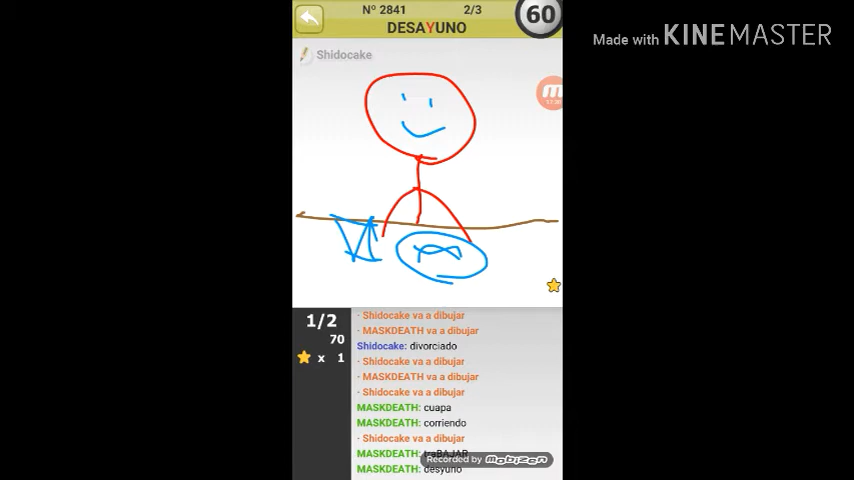 Nº 2841 2/3 60
DESAYUNO
Made with KINEMASTER
Shidocake
1/2
70
x 1
- Shidocake va a dibujar
- MASKDEATH va a dibujar
Shidocake: divorciado
- Shidocake va a dibujar
- MASKDEATH va a dibujar
- Shidocake va a dibujar
MASKDEATH: cuapa
MASKDEATH: corriendo
- Shidocake va a dibujar
MASKDEATH: traBAJAR
Recorded by mobizen
MASKDEATH: desyuno